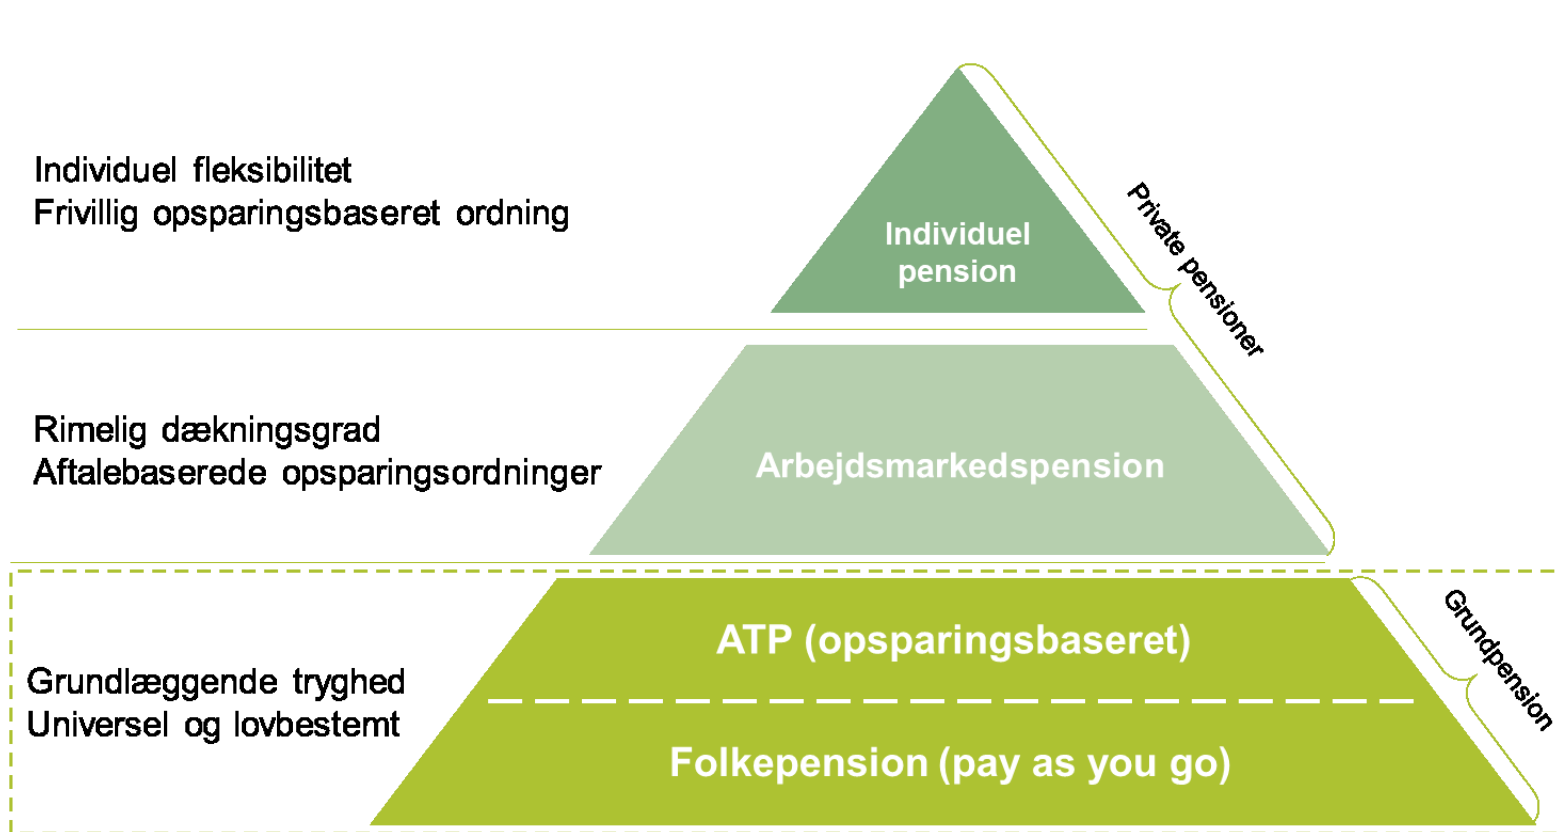 Individuel fleksibilitet
Frivillig opsparingsbaseret ordning
Individuel
pension
Private pensioner
Rimelig dækningsgrad
Aftalebaserede opsparingsordninger
Arbejdsmarkedspension
Grundlæggende tryghed
Universel og lovbestemt
ATP (opsparingsbaseret)
Folkepension (pay as you go)
Grundpension